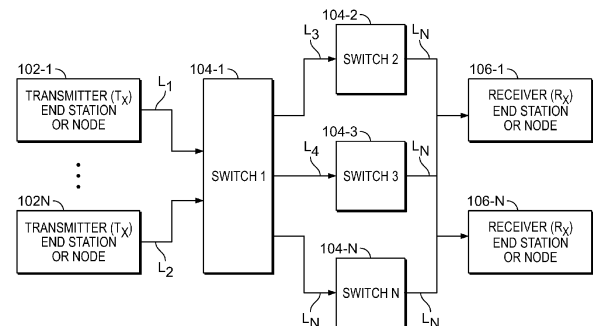 102-1
TRANSMITTER (TX)
END STATION
OR NODE
L1
102N
TRANSMITTER (TX)
END STATION
OR NODE
L2
104-1
SWITCH 1
L3
104-2
SWITCH 2
LN
L4
104-3
SWITCH 3
LN
LN
104-N
SWITCH N
LN
106-1
RECEIVER (RX)
END STATION
OR NODE
106-N
RECEIVER (RX)
END STATION
OR NODE